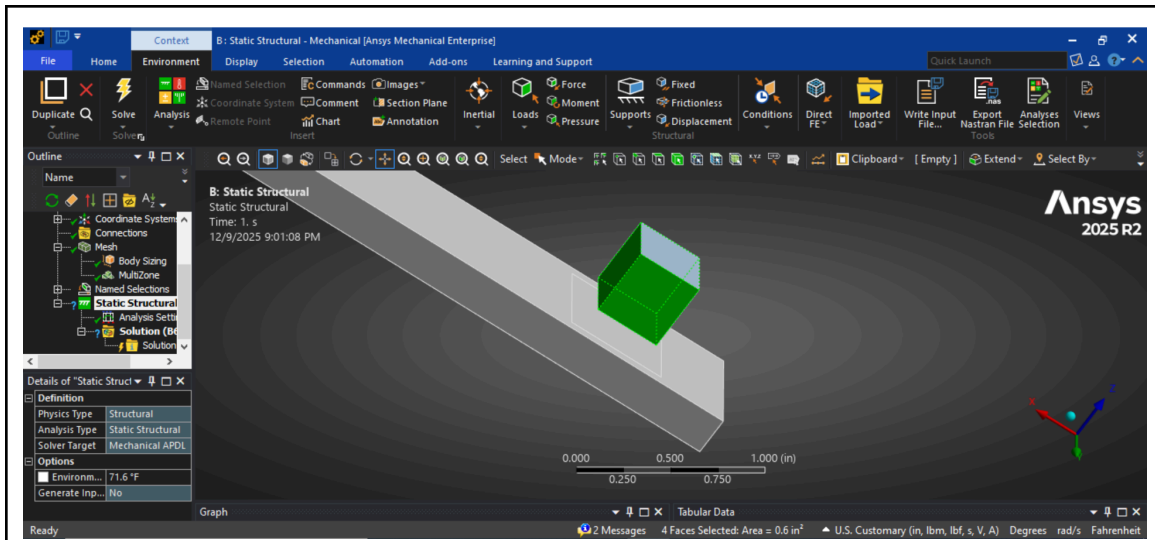 Context
B : Static Structural - Mechanical [Ansys Mechanical Enterprise]
File Home Environment Display Selection Automation Add-ons Learning and Support Quick Launch
Duplicate Solve Analysis
Named Selection Commands Images
Coordinate System Comment Section Plane
Remote Point Chart Annotation
Inertial Loads
Force
Moment
Pressure
Supports
Fixed
Frictionless
Displacement
Conditions
Direct FE
Imported Load
Write Input File...
.nas
Export Nastran File
Analyses Selection
Views
Outline Solver Insert Structural Tools
Outline
Name
Select Mode Clipboard [ Empty ] Extend Select By
Coordinate System
Connections
Mesh
Body Sizing
MultiZone
Named Selections
Static Structural
Analysis Setti
Solution (B6
Solution
Details of "Static Struct
Definition
Physics Type Structural
Analysis Type Static Structural
Solver Target Mechanical APDL
Options
Environm... 71.6 °F
Generate Inp... No
B: Static Structural
Static Structural
Time: 1. s
12/9/2025 9:01:08 PM
Ansys
2025 R2
X Z Y
0.000 0.500 1.000 (in)
0.250 0.750
Graph Tabular Data
Ready 2 Messages 4 Faces Selected: Area = 0.6 in² U.S. Customary (in, lbm, lbf, s, V, A) Degrees rad/s Fahrenheit